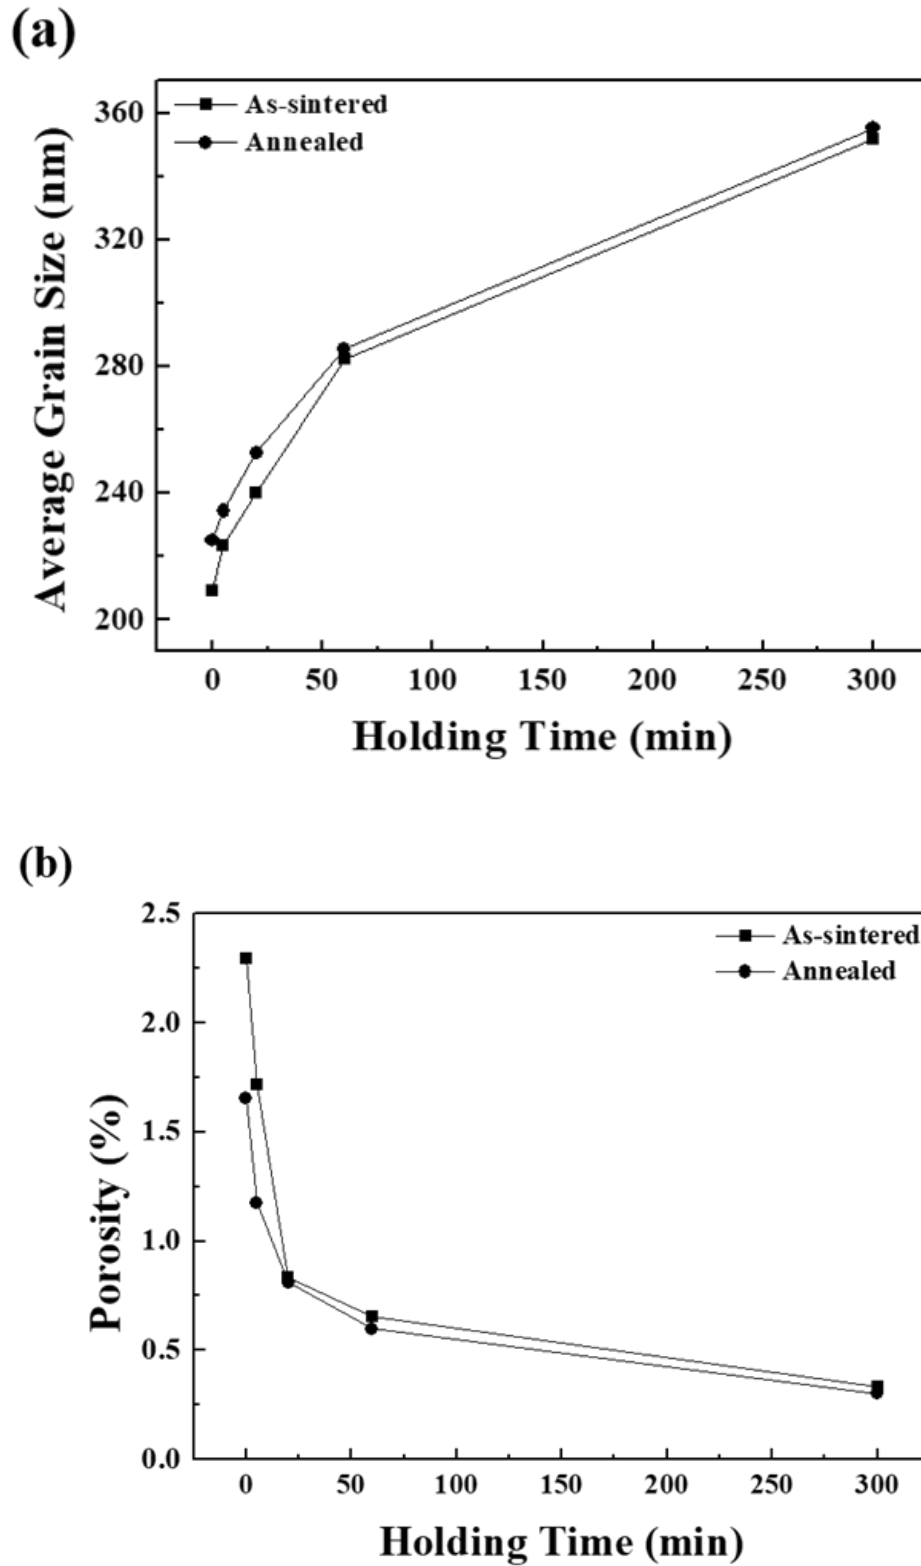 (a)
As-sintered
Annealed
360
320
280
240
200
Average Grain Size (nm)
0 50 100 150 200 250 300
Holding Time (min)
(b)
As-sintered
Annealed
2.5
2.0
1.5
1.0
0.5
0.0
Porosity (%)
0 50 100 150 200 250 300
Holding Time (min)